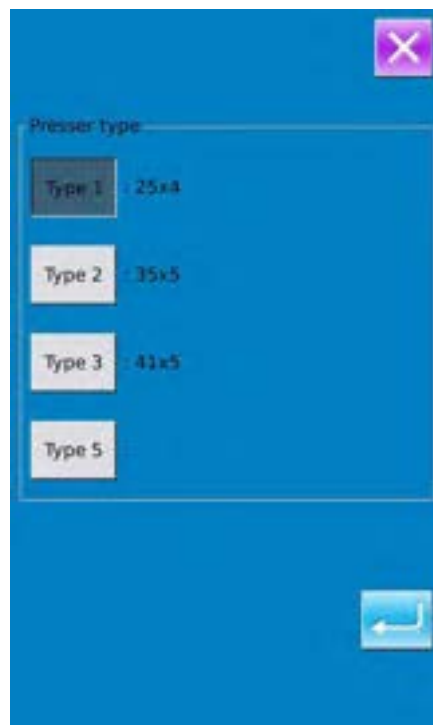 Presser type
Type 1 : 25x4
Type 2 : 35x5
Type 3 : 41x5
Type 5